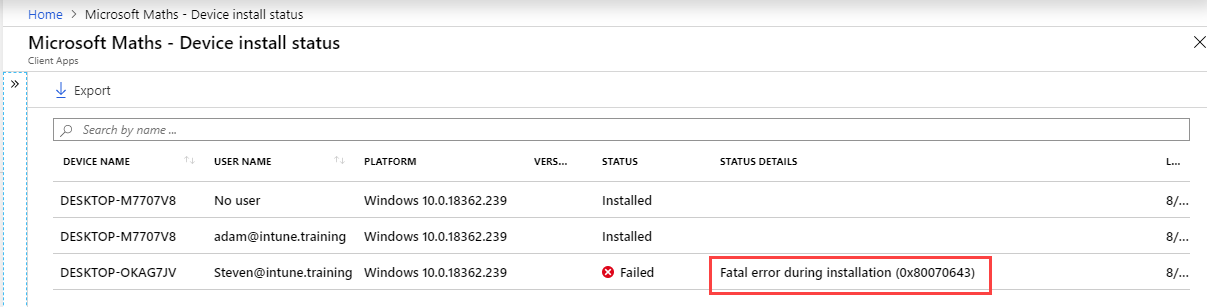 Home > Microsoft Maths - Device install status
Microsoft Maths - Device install status
Client Apps
Export
Search by name ...
DEVICE NAME USER NAME PLATFORM VERS... STATUS STATUS DETAILS L...
DESKTOP-M7707V8 No user Windows 10.0.18362.239 Installed 8/...
DESKTOP-M7707V8 adam@intune.training Windows 10.0.18362.239 Installed 8/...
DESKTOP-OKAG7JV Steven@intune.training Windows 10.0.18362.239 Failed Fatal error during installation (0x80070643) 8/...